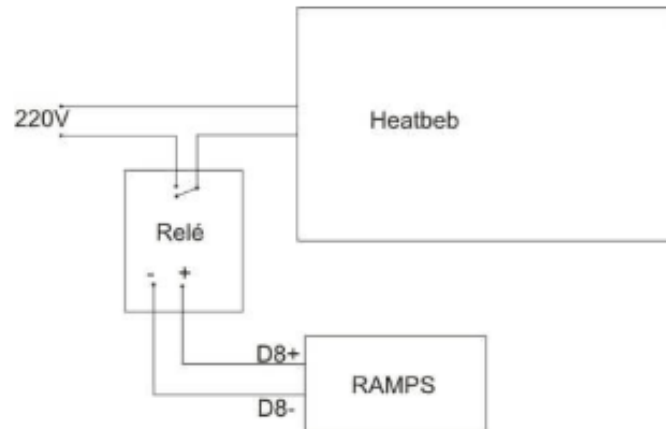 220V
Heatbeb
Relé
- +
D8+
RAMPS
D8-